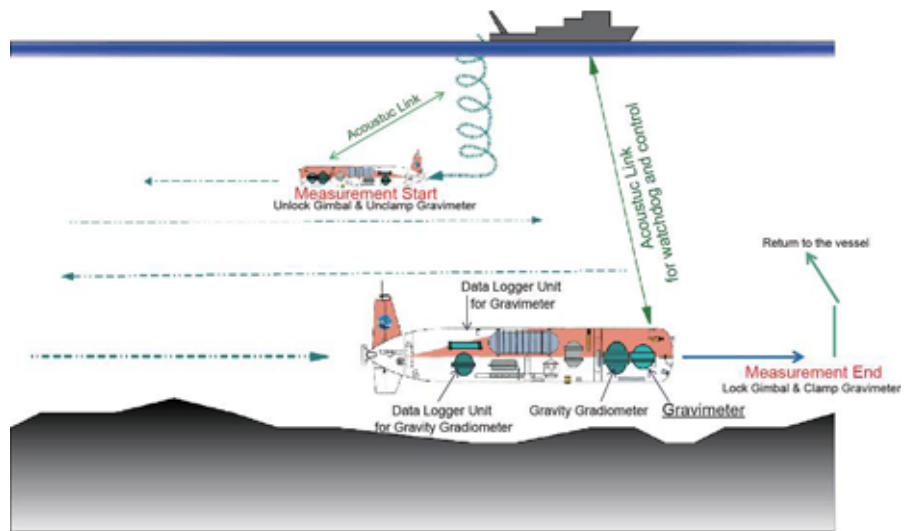 Acoustuc Link
Measurement Start
Unlock Gimbal & Unclamp Gravimeter
Acoustuc Link
for watchdog and control
Return to the vessel
Data Logger Unit
for Gravimeter
Measurement End
Lock Gimbal & Clamp Gravimeter
Data Logger Unit
for Gravity Gradiometer
Gravity Gradiometer
Gravimeter